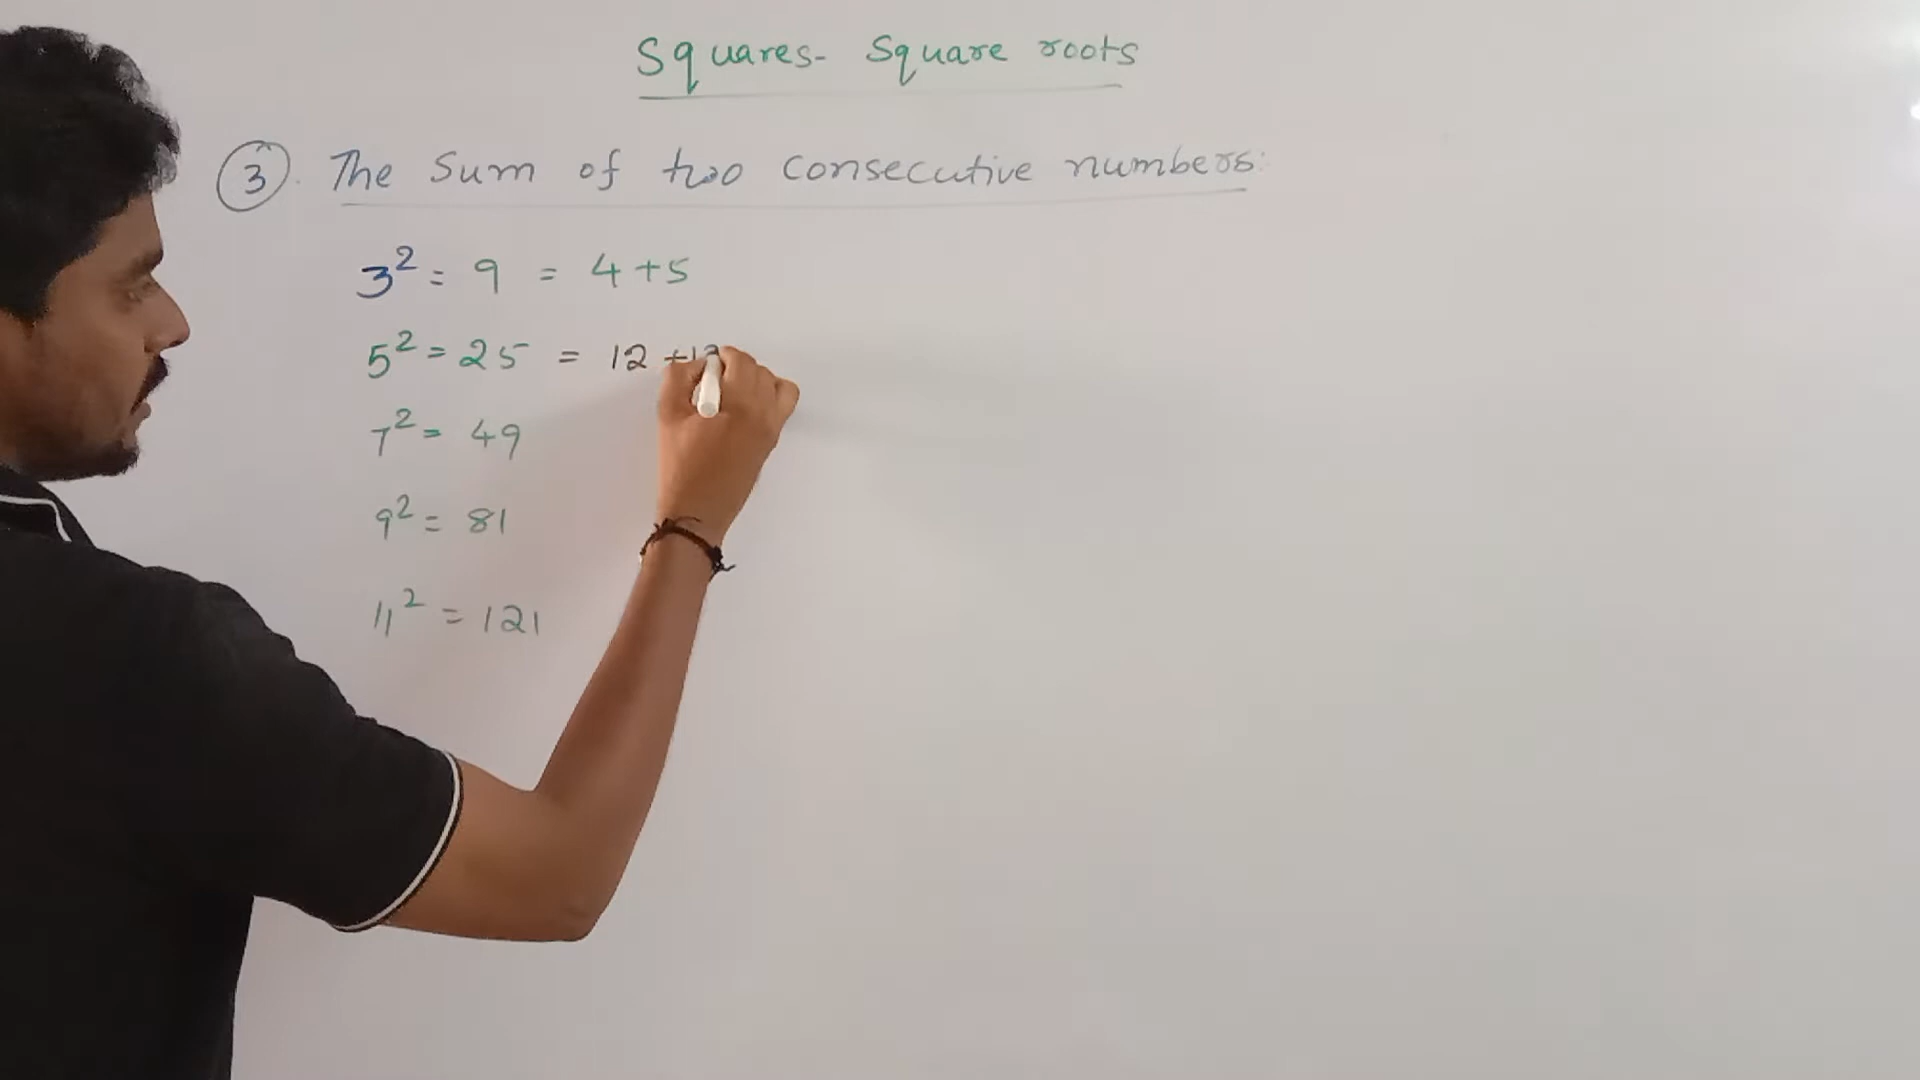 Squares- Square roots
3. The Sum of two consecutive numbers:
3² = 9 = 4+5
5² = 25 = 12 +13
7² = 49
9² = 81
11² = 121